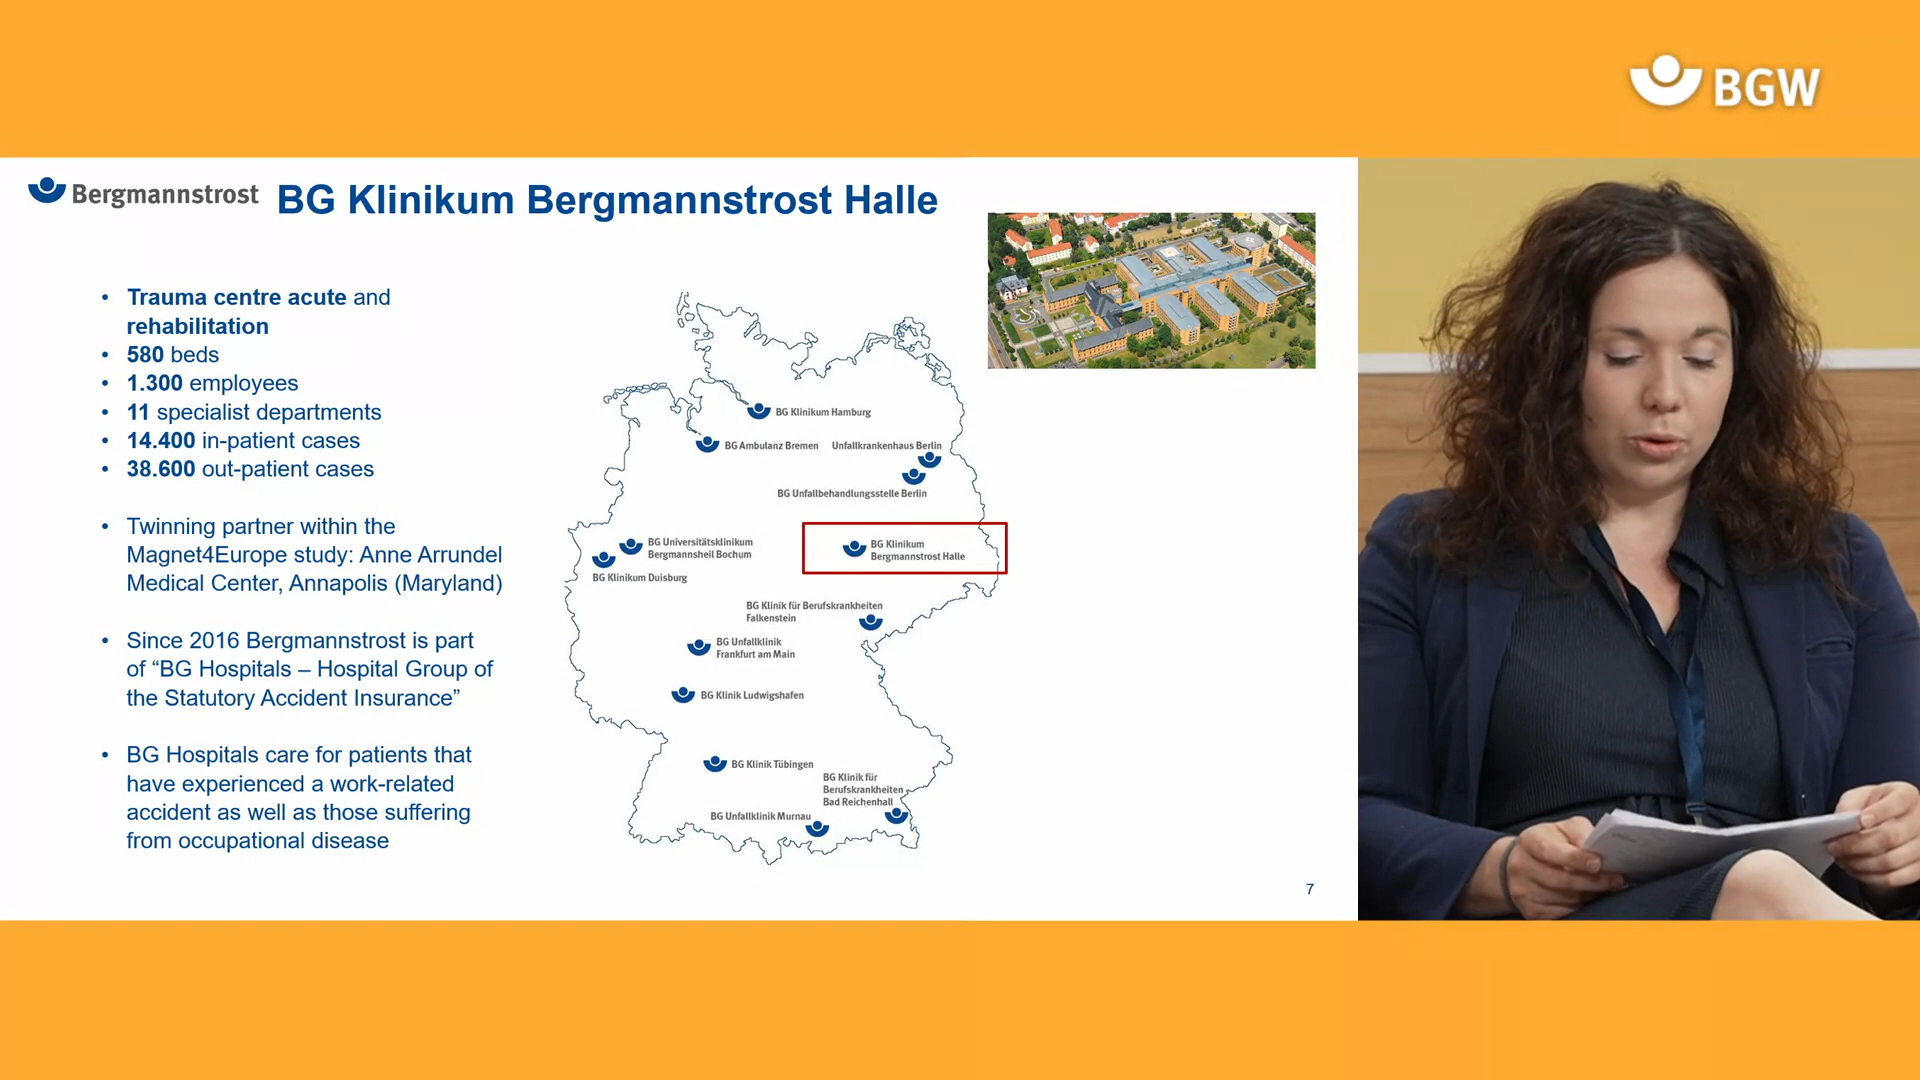 BGW
Bergmannstrost
BG Klinikum Bergmannstrost Halle
• Trauma centre acute and
rehabilitation
• 580 beds
• 1.300 employees
• 11 specialist departments
• 14.400 in-patient cases
• 38.600 out-patient cases
• Twinning partner within the
Magnet4Europe study: Anne Arrundel
Medical Center, Annapolis (Maryland)
• Since 2016 Bergmannstrost is part
of “BG Hospitals – Hospital Group of
the Statutory Accident Insurance”
• BG Hospitals care for patients that
have experienced a work-related
accident as well as those suffering
from occupational disease
BG Klinikum Hamburg
BG Ambulanz Bremen
Unfallkrankenhaus Berlin
BG Unfallbehandlungsstelle Berlin
BG Universitätsklinikum
Bergmannsheil Bochum
BG Klinikum Duisburg
BG Klinikum
Bergmannstrost Halle
BG Klinik für Berufskrankheiten
Falkenstein
BG Unfallklinik
Frankfurt am Main
BG Klinik Ludwigshafen
BG Klinik Tübingen
BG Klinik für
Berufskrankheiten
Bad Reichenhall
BG Unfallklinik Murnau
7